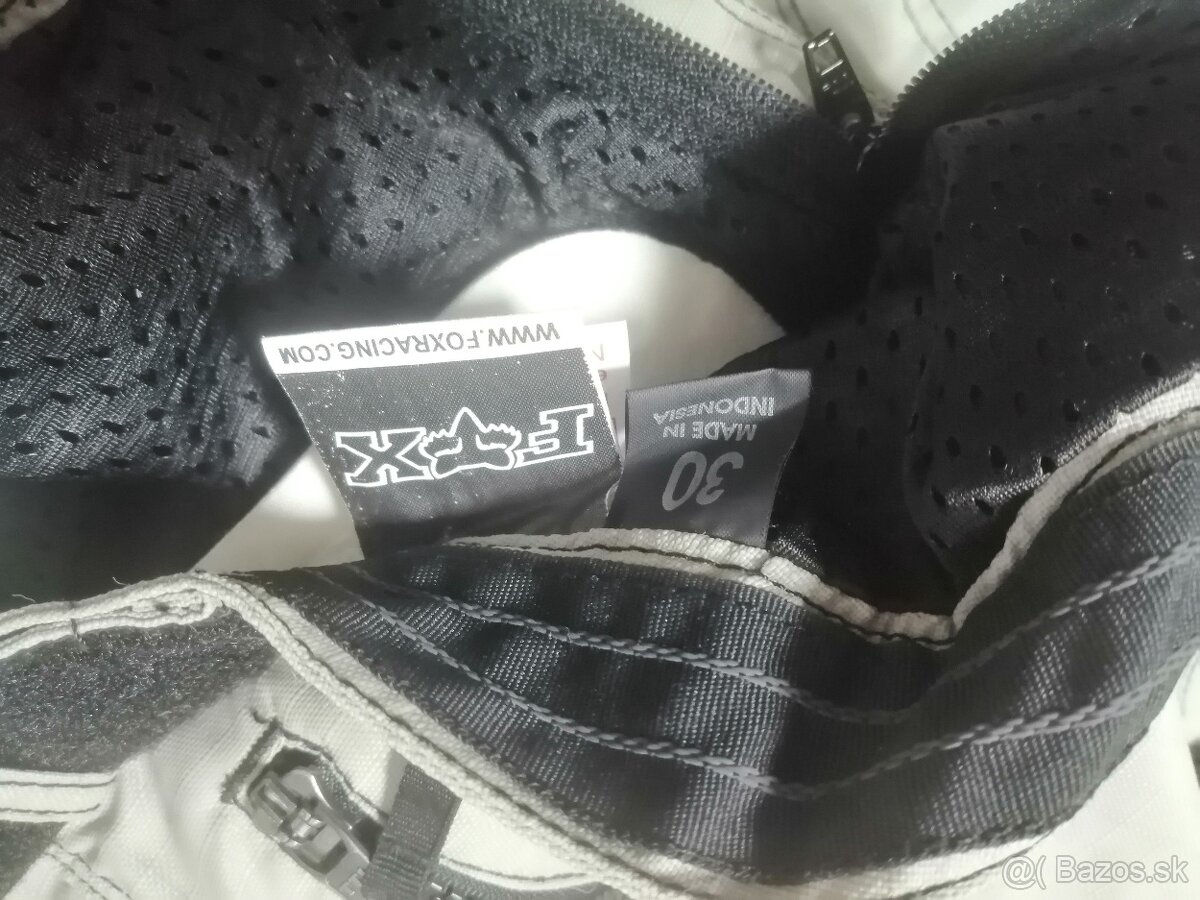 WWW.FOXRACING.COM
FOX
30
MADE IN
INDONESIA
@( Bazos.sk